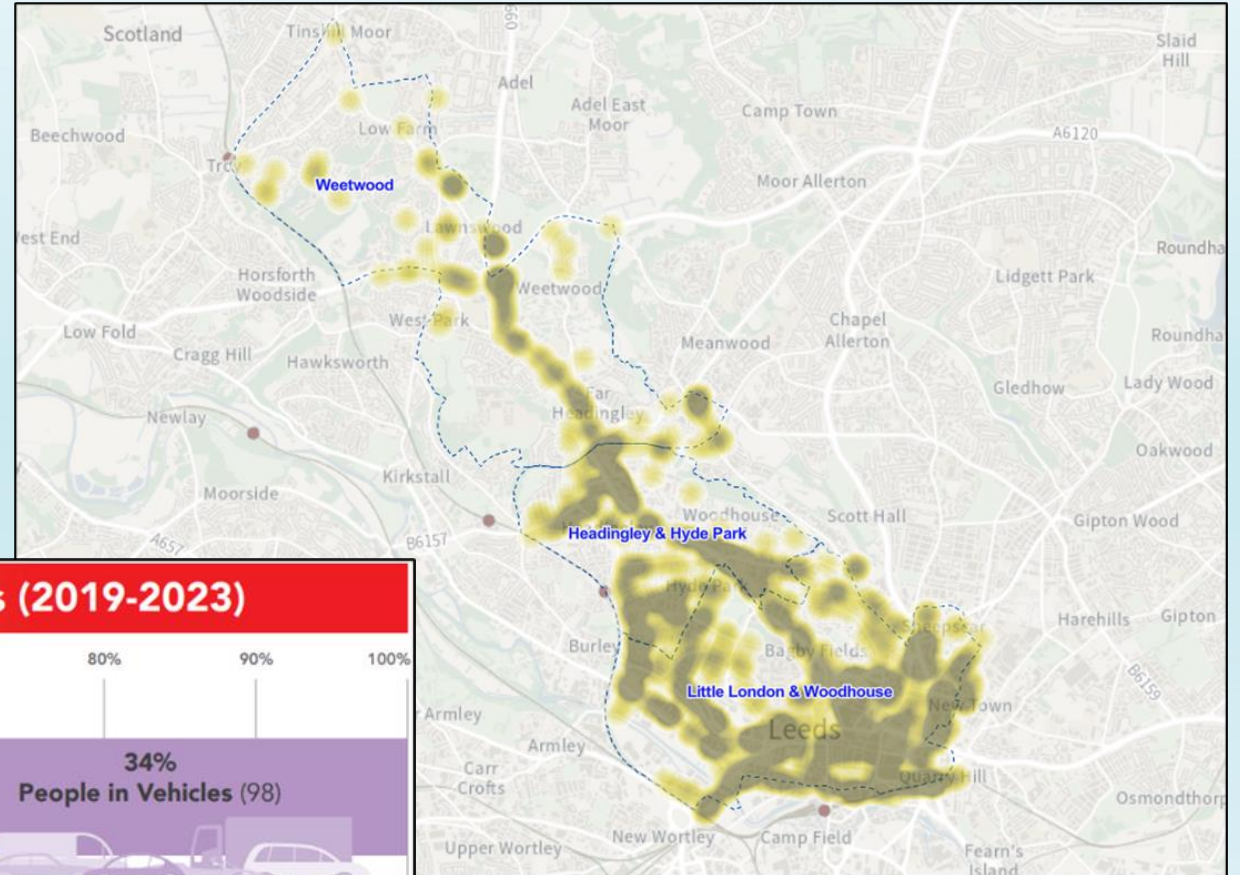 Scotland
Tinshill Moor
660
Slaid
Hill
Adel
Adel East
Moor
Camp Town
Beechwood
Low Farm
A6120
Weetwood
Moor Allerton
Lawnswood
Horsforth
Woodside
Weetwood
Lidgett Park
West Park
Chapel
Allerton
Low Fold
Cragg Hill
Hawksworth
Meanwood
Gledhow
Lady Wood
Newlay
Far
Headingley
Oakwood
Kirkstall
Moorside
Woodhouse
Scott Hall
Gipton Wood
Headingley & Hyde Park
A657
B6157
Hyde Park
Sheepscar
Harehills
Gipton
Burley
Bagby Fields
B6159
Little London & Woodhouse
New Town
Leeds
Armley
Armley
Quarry Hill
Carr
Crofts
Upper Wortley
New Wortley
Camp Field
Fearn's
Island
(2019-2023)
80%
90%
100%
34%
People in Vehicles (98)